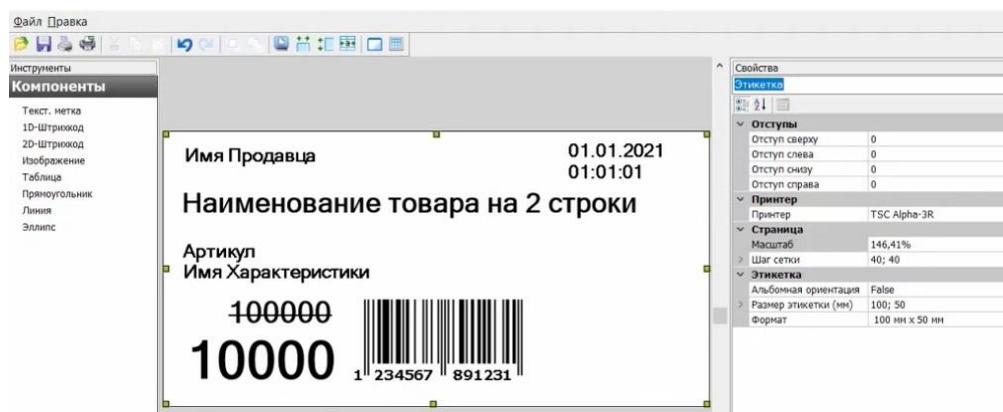 Файл Правка
Инструменты
Компоненты
Текст. метка
1D-Штрихкод
2D-Штрихкод
Изображение
Таблица
Прямоугольник
Линия
Эллипс
Имя Продавца
01.01.2021
01:01:01
Наименование товара на 2 строки
Артикул
Имя Характеристики
100000
10000
1 234567 891231
Свойства
Этикетка
Отступы
Отступ сверху 0
Отступ слева 0
Отступ снизу 0
Отступ справа 0
Принтер
Принтер TSC Alpha-3R
Страница
Масштаб 146,41%
Шаг сетки 40; 40
Этикетка
Альбомная ориентация False
Размер этикетки (мм) 100; 50
Формат 100 мм x 50 мм